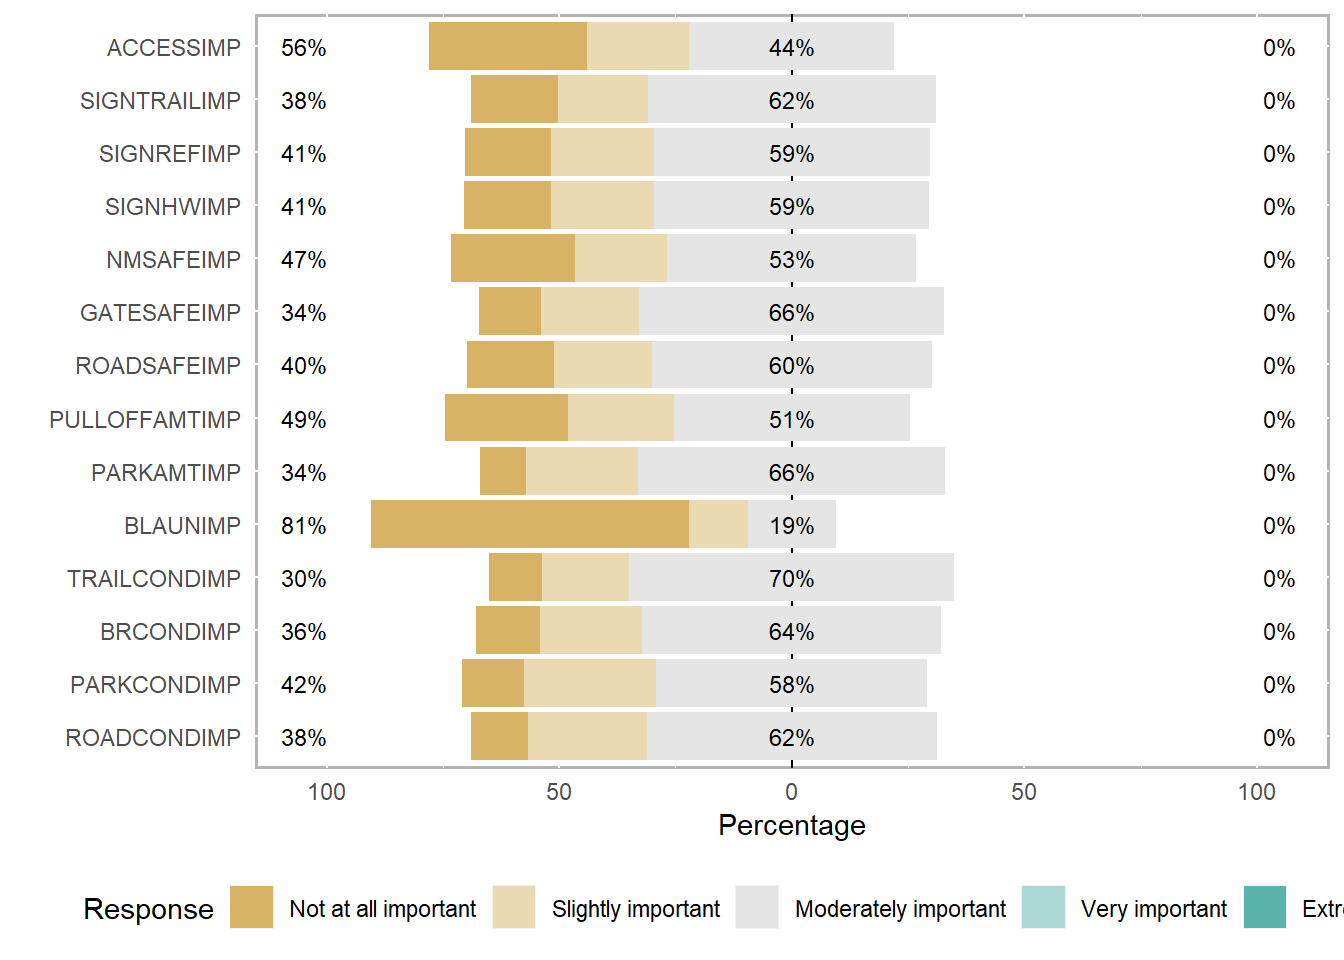 ACCESSIMP 56% 44% 0%
SIGNTRAILIMP 38% 62% 0%
SIGNREFIMP 41% 59% 0%
SIGNHWIMP 41% 59% 0%
NMSAFEIMP 47% 53% 0%
GATESAFEIMP 34% 66% 0%
ROADSAFEIMP 40% 60% 0%
PULLOFFAMTIMP 49% 51% 0%
PARKAMTIMP 34% 66% 0%
BLAUNIMP 81% 19% 0%
TRAILCONDIMP 30% 70% 0%
BRCONDIMP 36% 64% 0%
PARKCONDIMP 42% 58% 0%
ROADCONDIMP 38% 62% 0%
100 50 0 50 100
Percentage
Response Not at all important Slightly important Moderately important Very important Extre